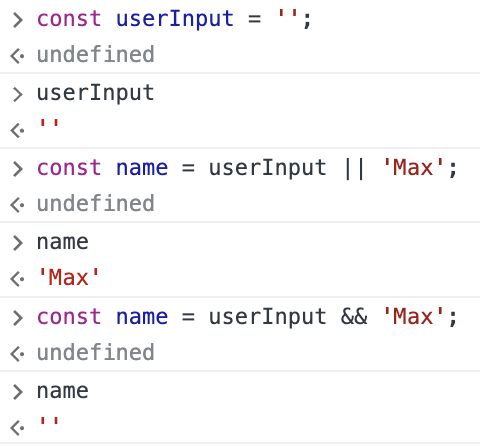 > const userInput = '';
undefined
> userInput
''
> const name = userInput || 'Max';
undefined
> name
'Max'
> const name = userInput && 'Max';
undefined
> name
''